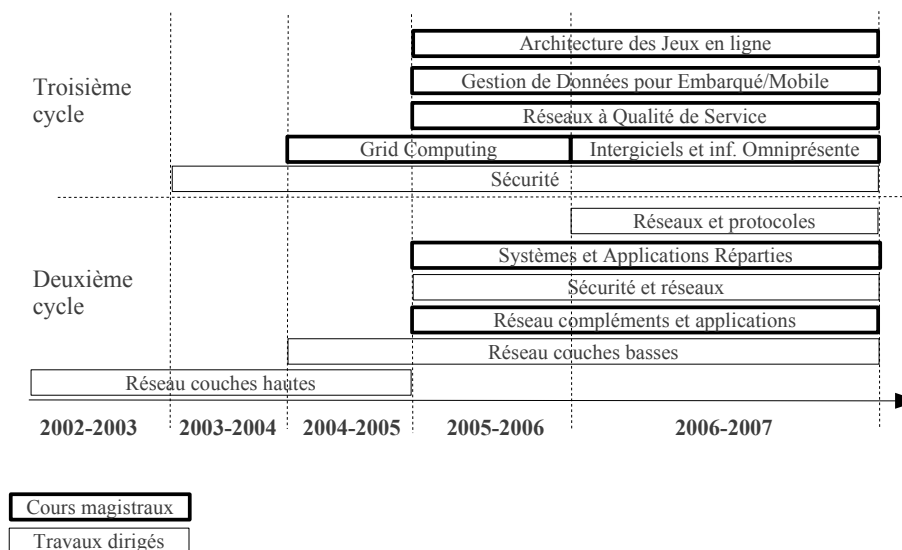 Architecture des Jeux en ligne
Troisième
cycle
Gestion de Données pour Embarqué/Mobile
Réseaux à Qualité de Service
Grid Computing
Intergiciels et inf. Omniprésente
Sécurité
Réseaux et protocoles
Deuxième
cycle
Systèmes et Applications Réparties
Sécurité et réseaux
Réseau compléments et applications
Réseau couches basses
Réseau couches hautes
2002-2003
2003-2004
2004-2005
2005-2006
2006-2007
Cours magistraux
Travaux dirigés